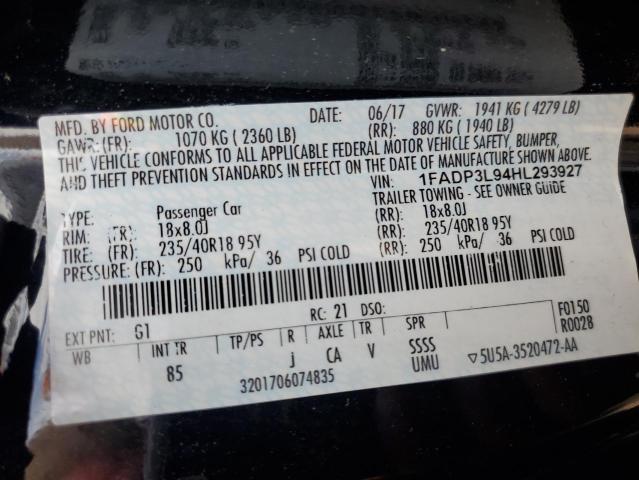 MFD. BY FORD MOTOR CO. DATE: 06/17 GVWR: 1941 KG ( 4279 LB)
GAWR: (FR): 1070 KG ( 2360 LB) (RR): 880 KG ( 1940 LB)
THIS VEHICLE CONFORMS TO ALL APPLICABLE FEDERAL MOTOR VEHICLE SAFETY, BUMPER,
AND THEFT PREVENTION STANDARDS IN EFFECT ON THE DATE OF MANUFACTURE SHOWN ABOVE.
VIN: 1FADP3L94HL293927
TYPE: Passenger Car TRAILER TOWING - SEE OWNER GUIDE
RIM: (FR): 18x8.0J (RR): 18x8.0J
TIRE: (FR): 235/40R18 95Y (RR): 235/40R18 95Y
PRESSURE: (FR): 250 kPa/ 36 PSI COLD (RR): 250 kPa/ 36 PSI COLD
EXT PNT: G1 RC: 21 DSO: F0150
R0028
WB INT TR TP/PS R AXLE TR SPR
85 j CA V SSSS
UMU
▽5U5A-3520472-AA
3201706074835